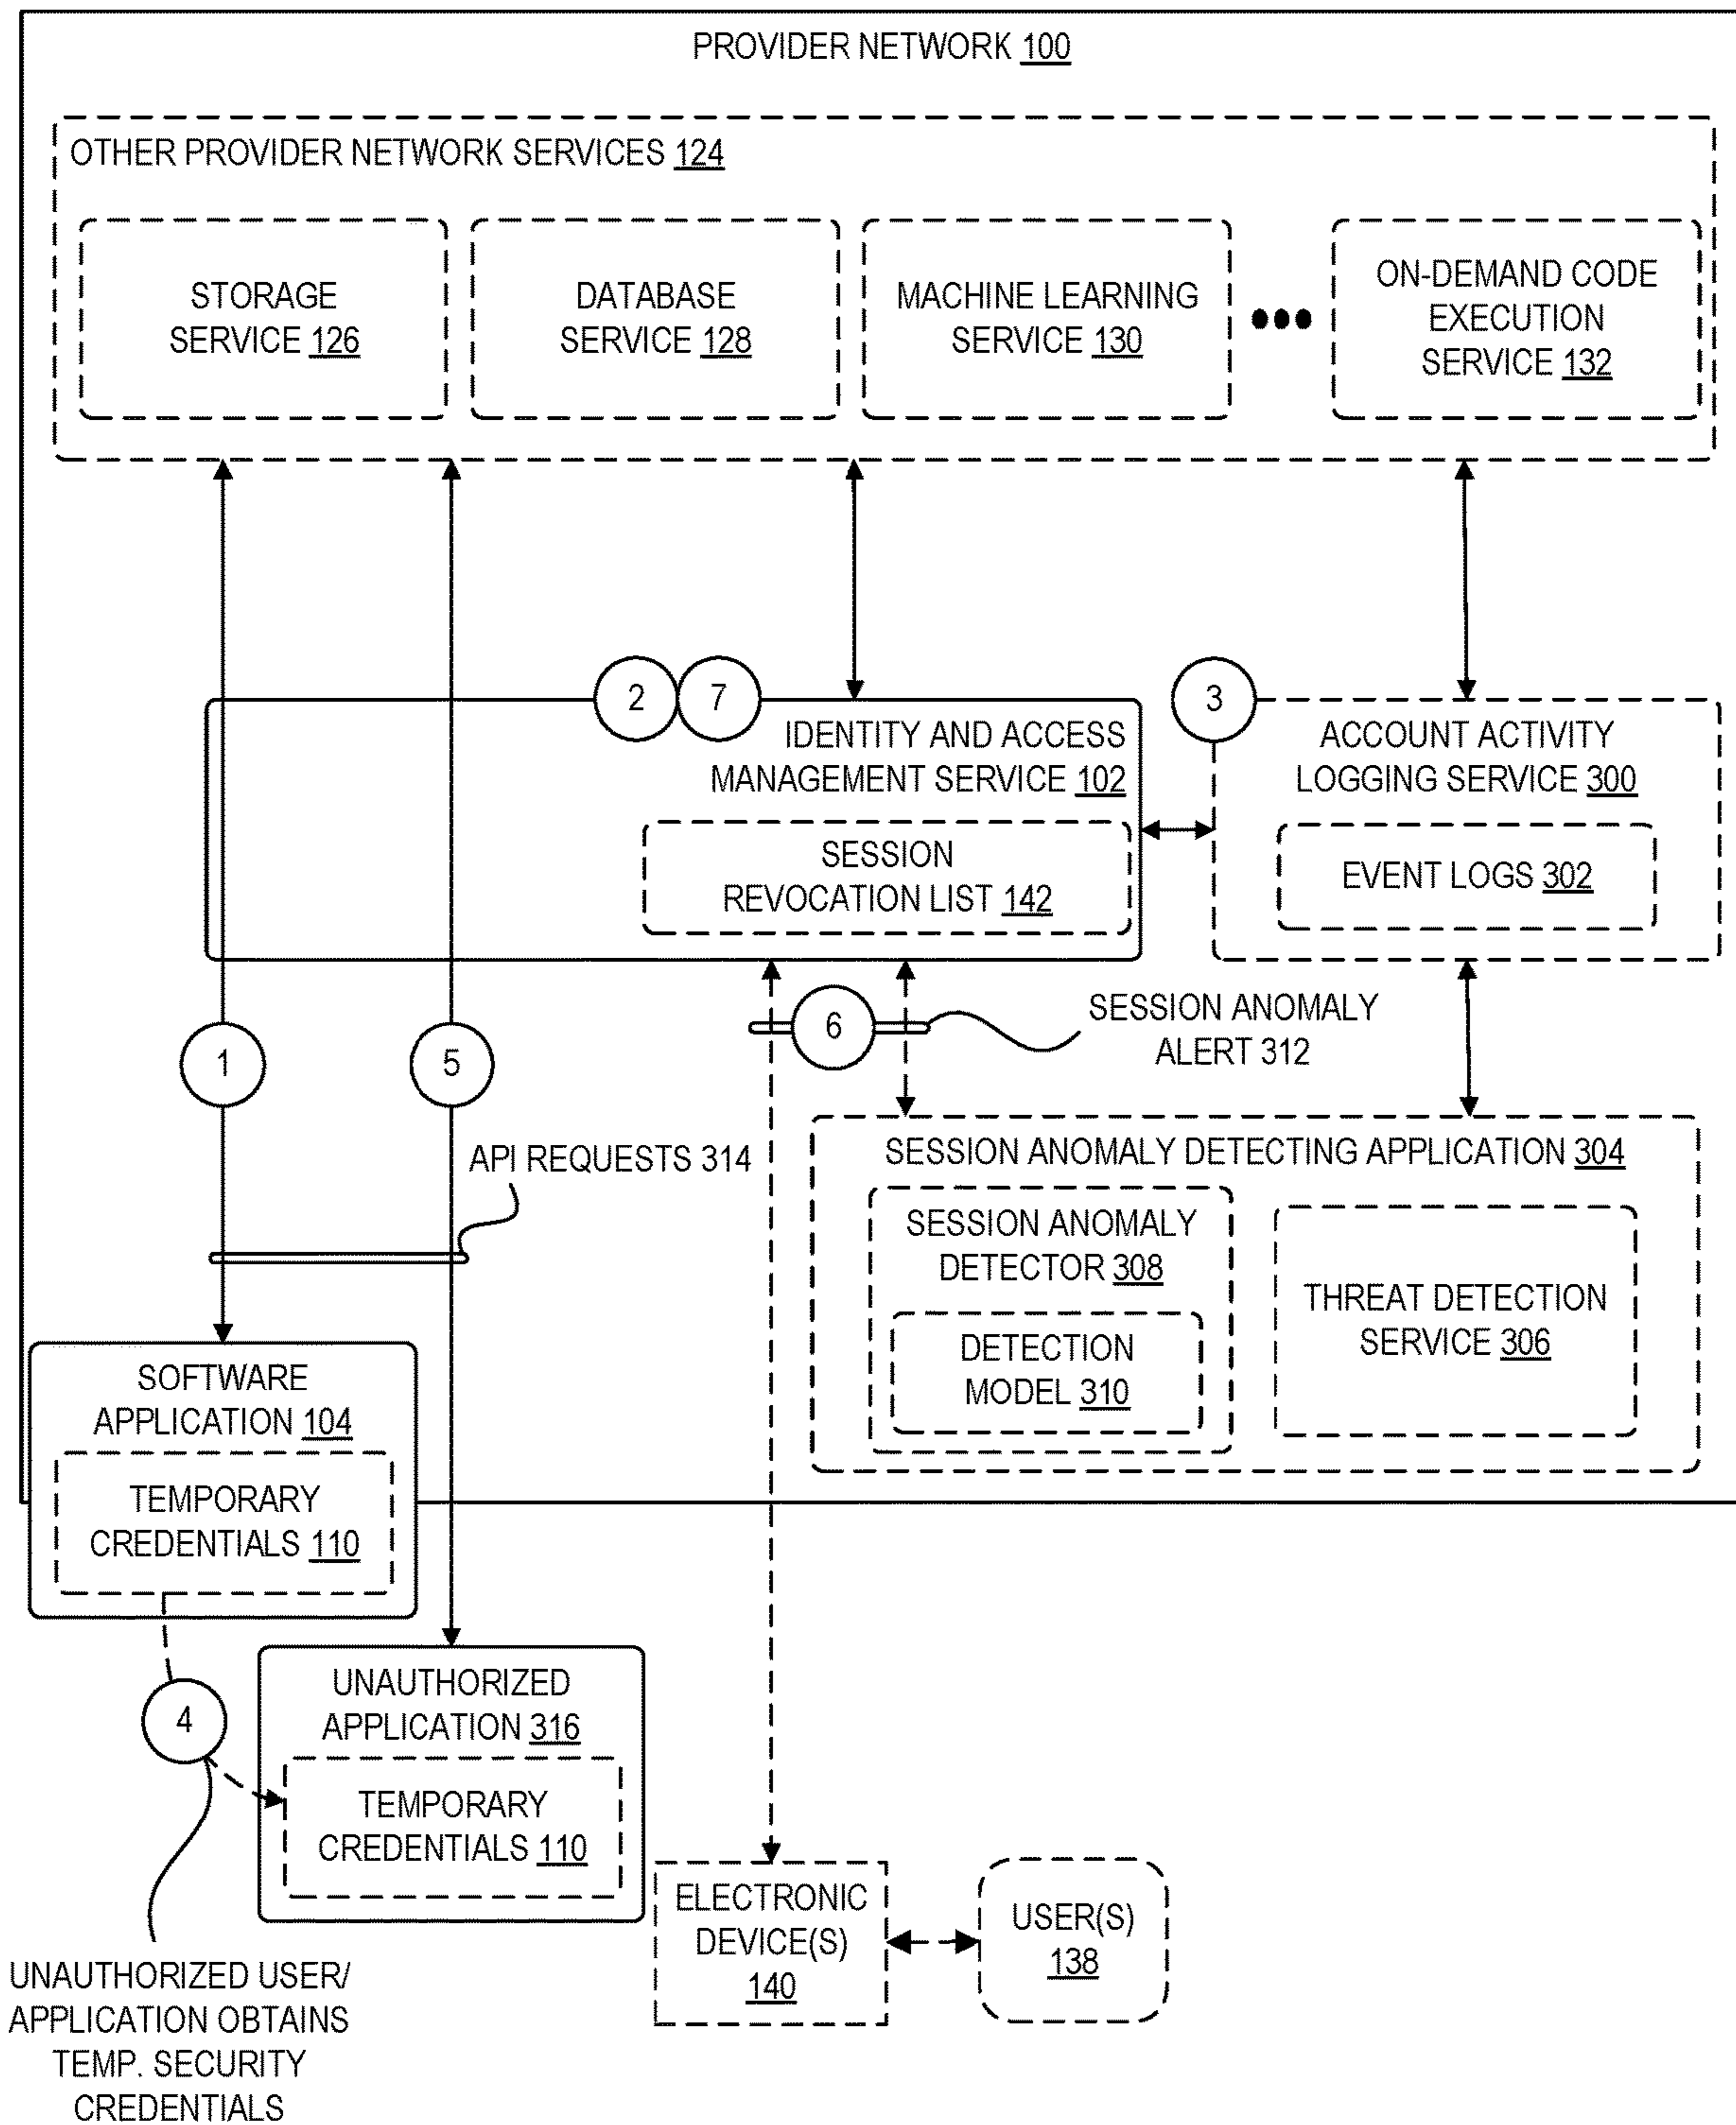 PROVIDER NETWORK 100
OTHER PROVIDER NETWORK SERVICES 124
STORAGE
SERVICE 126
DATABASE
SERVICE 128
MACHINE LEARNING
SERVICE 130
ON-DEMAND CODE
EXECUTION
SERVICE 132
2
7
IDENTITY AND ACCESS
MANAGEMENT SERVICE 102
SESSION
REVOCATION LIST 142
3
ACCOUNT ACTIVITY
LOGGING SERVICE 300
EVENT LOGS 302
1
5
6
SESSION ANOMALY
ALERT 312
API REQUESTS 314
SESSION ANOMALY DETECTING APPLICATION 304
SESSION ANOMALY
DETECTOR 308
DETECTION
MODEL 310
THREAT DETECTION
SERVICE 306
SOFTWARE
APPLICATION 104
TEMPORARY
CREDENTIALS 110
4
UNAUTHORIZED
APPLICATION 316
TEMPORARY
CREDENTIALS 110
ELECTRONIC
DEVICE(S)
140
USER(S)
138
UNAUTHORIZED USER/
APPLICATION OBTAINS
TEMP. SECURITY
CREDENTIALS